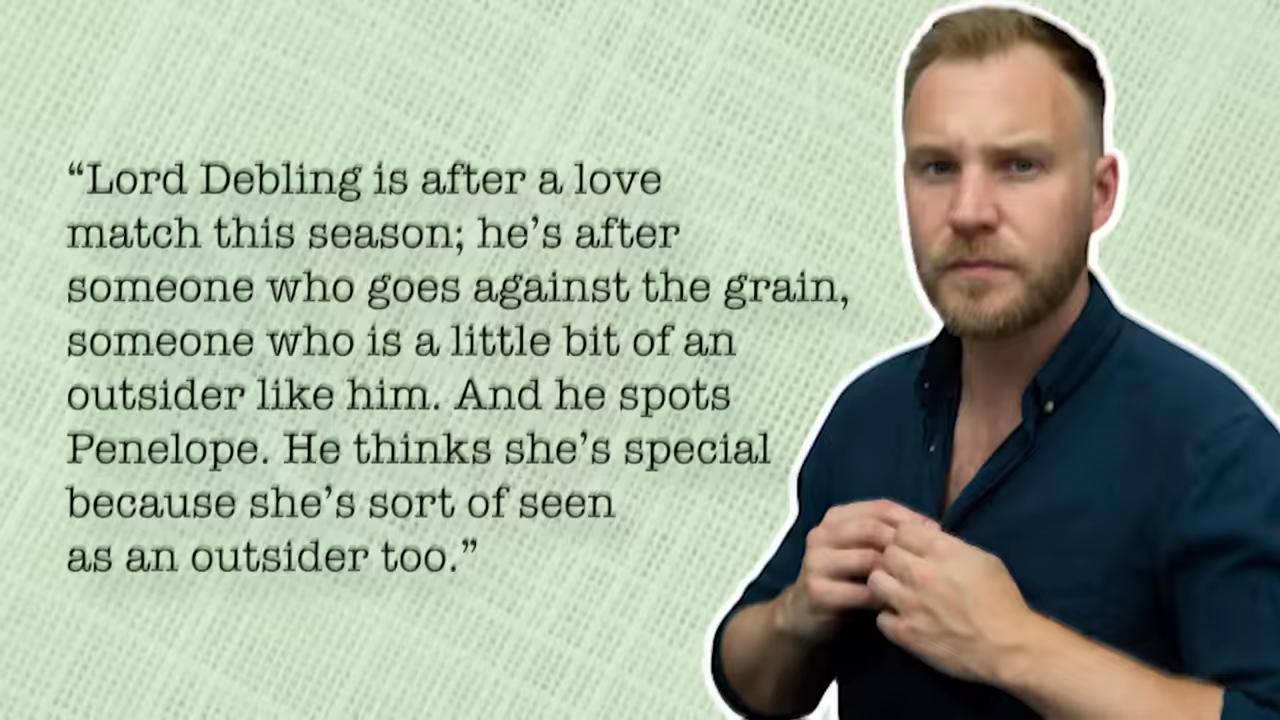 “Lord Debling is after a love
match this season; he’s after
someone who goes against the grain,
someone who is a little bit of an
outsider like him. And he spots
Penelope. He thinks she’s special
because she’s sort of seen
as an outsider too.”